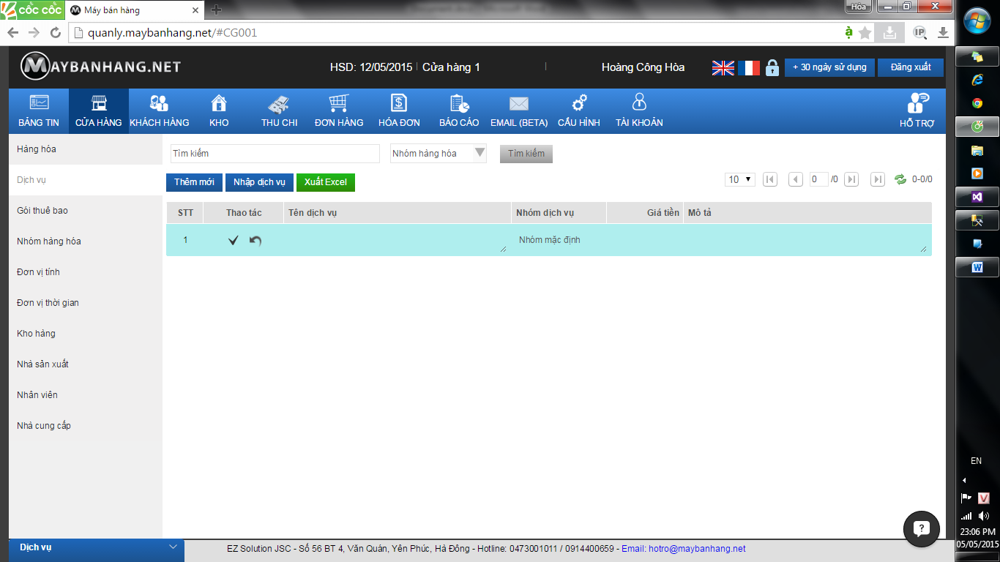 cốc cốc
Máy bán hàng
Hòa
quanly.maybanhang.net/#CG001
IP
MAYBANHANG.NET
HSD: 12/05/2015
Cửa hàng 1
Hoàng Công Hòa
+ 30 ngày sử dụng
Đăng xuất
BẢNG TIN
CỬA HÀNG
KHÁCH HÀNG
KHO
THU CHI
ĐƠN HÀNG
HÓA ĐƠN
BÁO CÁO
EMAIL (BETA)
CẤU HÌNH
TÀI KHOẢN
HỖ TRỢ
Hàng hóa
Dịch vụ
Gói thuê bao
Nhóm hàng hóa
Đơn vị tính
Đơn vị thời gian
Kho hàng
Nhà sản xuất
Nhân viên
Nhà cung cấp
Tìm kiếm
Nhóm hàng hóa
Tìm kiếm
Thêm mới
Nhập dịch vụ
Xuất Excel
10
0 /0
0-0/0
STT Thao tác Tên dịch vụ Nhóm dịch vụ Giá tiền Mô tả
1 Nhóm mặc định
Dịch vụ
EZ Solution JSC - Số 56 BT 4, Văn Quán, Yên Phúc, Hà Đông - Hotline: 0473001011 / 0914400659 - Email: hotro@maybanhang.net
EN
23:06 PM
05/05/2015